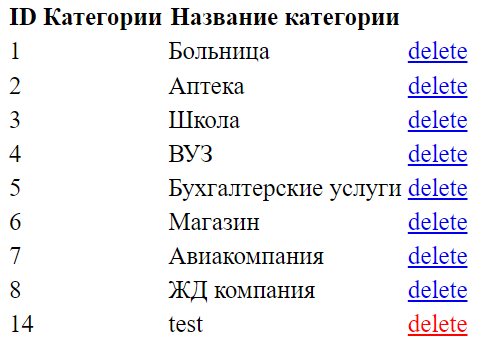 ID Категории Название категории
1 Больница delete
2 Аптека delete
3 Школа delete
4 ВУЗ delete
5 Бухгалтерские услуги delete
6 Магазин delete
7 Авиакомпания delete
8 ЖД компания delete
14 test delete